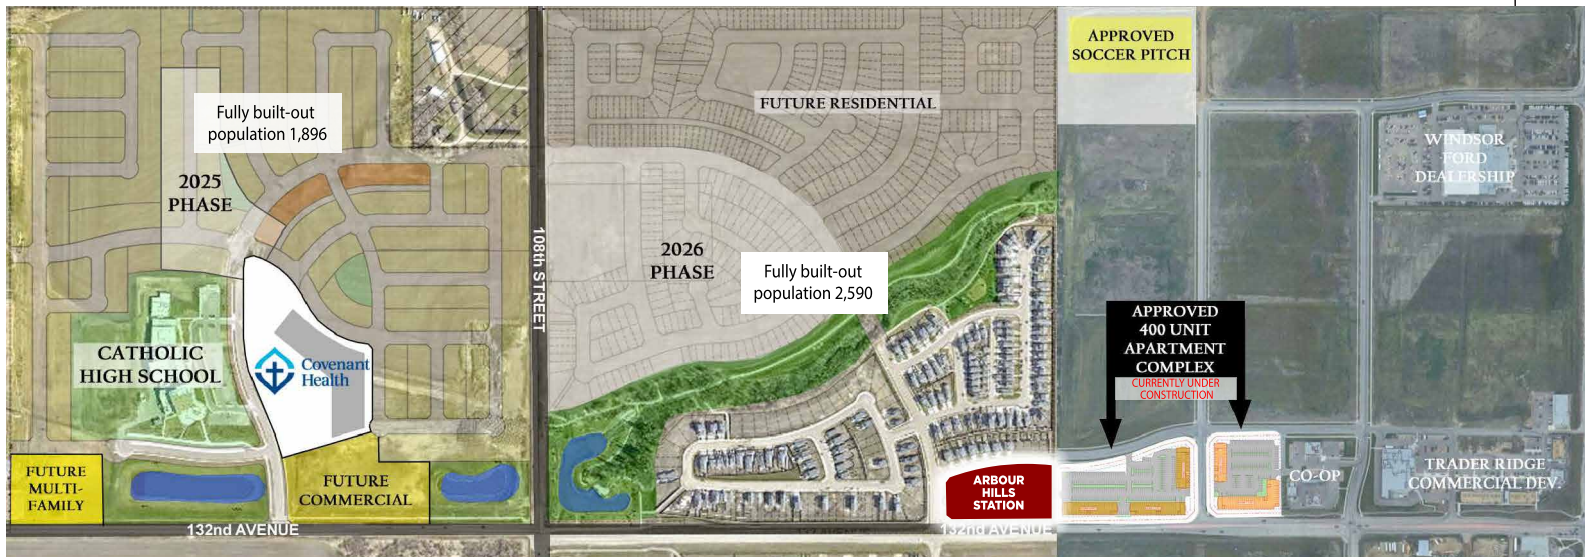 Fully built-out
population 1,896
2025
PHASE
CATHOLIC
HIGH SCHOOL
Covenant
Health
FUTURE
MULTI-
FAMILY
FUTURE
COMMERCIAL
132nd AVENUE
108th STREET
FUTURE RESIDENTIAL
2026
PHASE
Fully built-out
population 2,590
ARBOUR
HILLS
STATION
132nd AVENUE
APPROVED
SOCCER PITCH
WINDSOR
FORD
DEALERSHIP
APPROVED
400 UNIT
APARTMENT
COMPLEX
CURRENTLY UNDER
CONSTRUCTION
CO-OP
TRADER RIDGE
COMMERCIAL DEV.